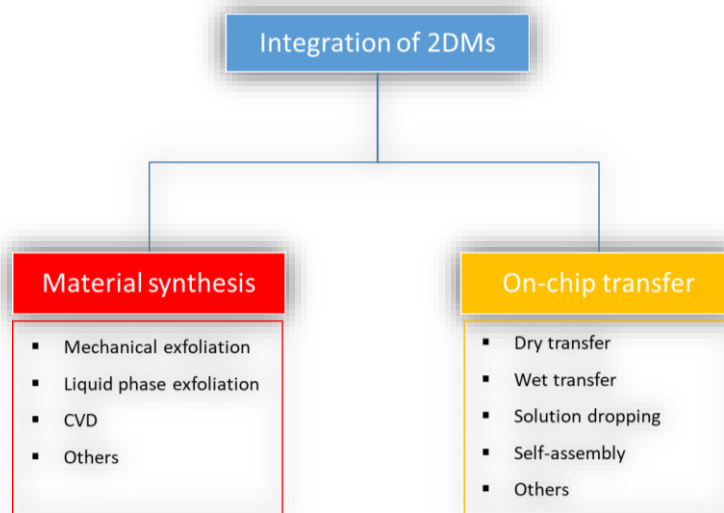 Integration of 2DMs
Material synthesis
▪ Mechanical exfoliation
▪ Liquid phase exfoliation
▪ CVD
▪ Others
On-chip transfer
▪ Dry transfer
▪ Wet transfer
▪ Solution dropping
▪ Self-assembly
▪ Others